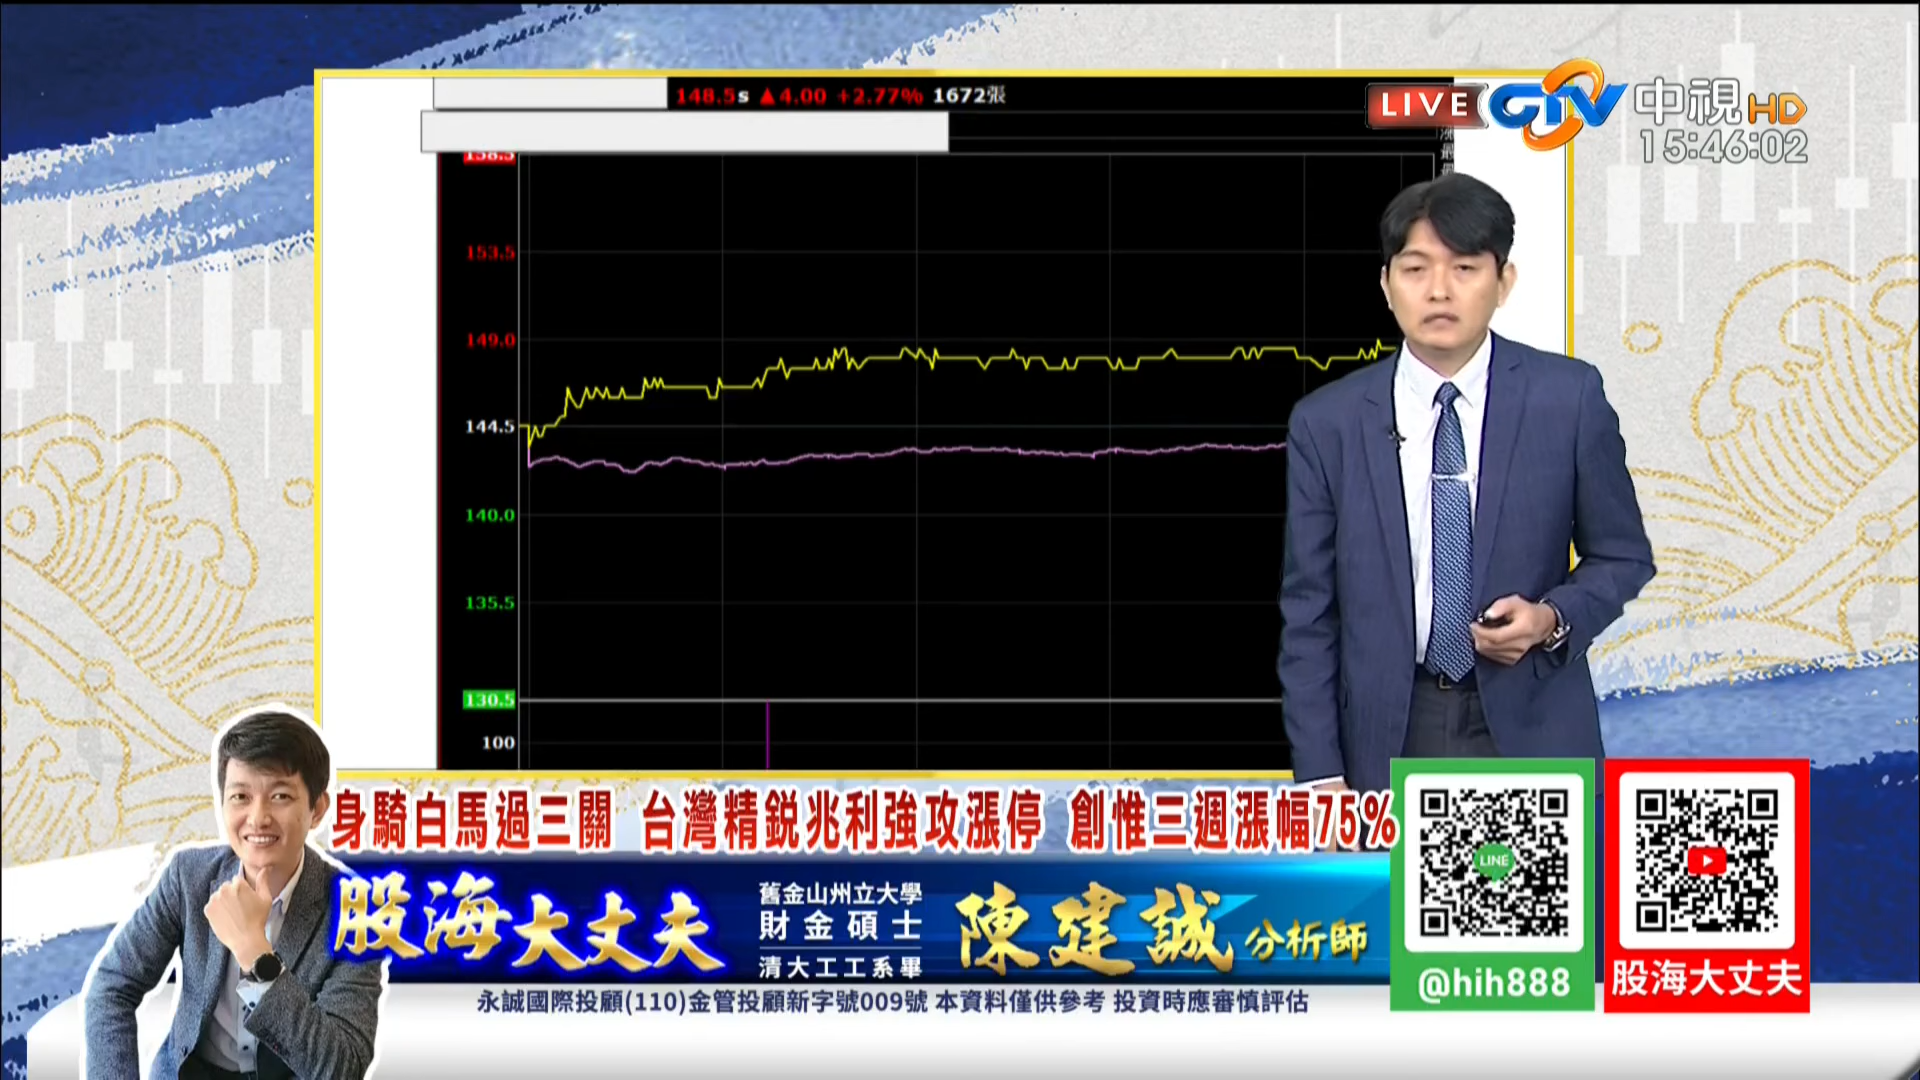 148.5s ▲4.00 +2.77% 1672張
LIVE CTV 中視HD
15:46:02
158.5
153.5
149.0
144.5
140.0
135.5
130.5
100
身騎白馬過三關 台灣精銳兆利強攻漲停 創惟三週漲幅75%
股海大丈夫
舊金山州立大學
財金碩士
清大工工系畢
陳建誠分析師
永誠國際投顧(110)金管投顧新字號009號 本資料僅供參考 投資時應審慎評估
LINE
@hih888
股海大丈夫